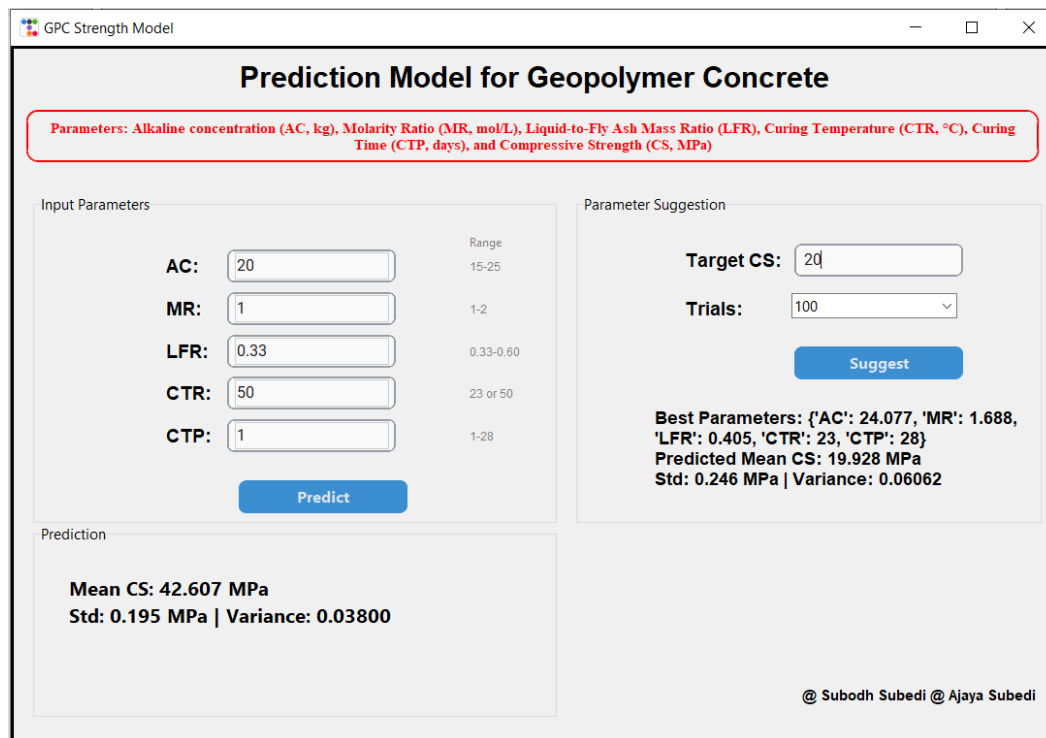 GPC Strength Model
Prediction Model for Geopolymer Concrete
Parameters: Alkaline concentration (AC, kg), Molarity Ratio (MR, mol/L), Liquid-to-Fly Ash Mass Ratio (LFR), Curing Temperature (CTR, °C), Curing
Time (CTP, days), and Compressive Strength (CS, MPa)
Input Parameters
Range
AC: 20 15-25
MR: 1 1-2
LFR: 0.33 0.33-0.60
CTR: 50 23 or 50
CTP: 1 1-28
Predict
Parameter Suggestion
Target CS: 20
Trials: 100
Suggest
Best Parameters: {'AC': 24.077, 'MR': 1.688,
'LFR': 0.405, 'CTR': 23, 'CTP': 28}
Predicted Mean CS: 19.928 MPa
Std: 0.246 MPa | Variance: 0.06062
Prediction
Mean CS: 42.607 MPa
Std: 0.195 MPa | Variance: 0.03800
@ Subodh Subedi @ Ajaya Subedi